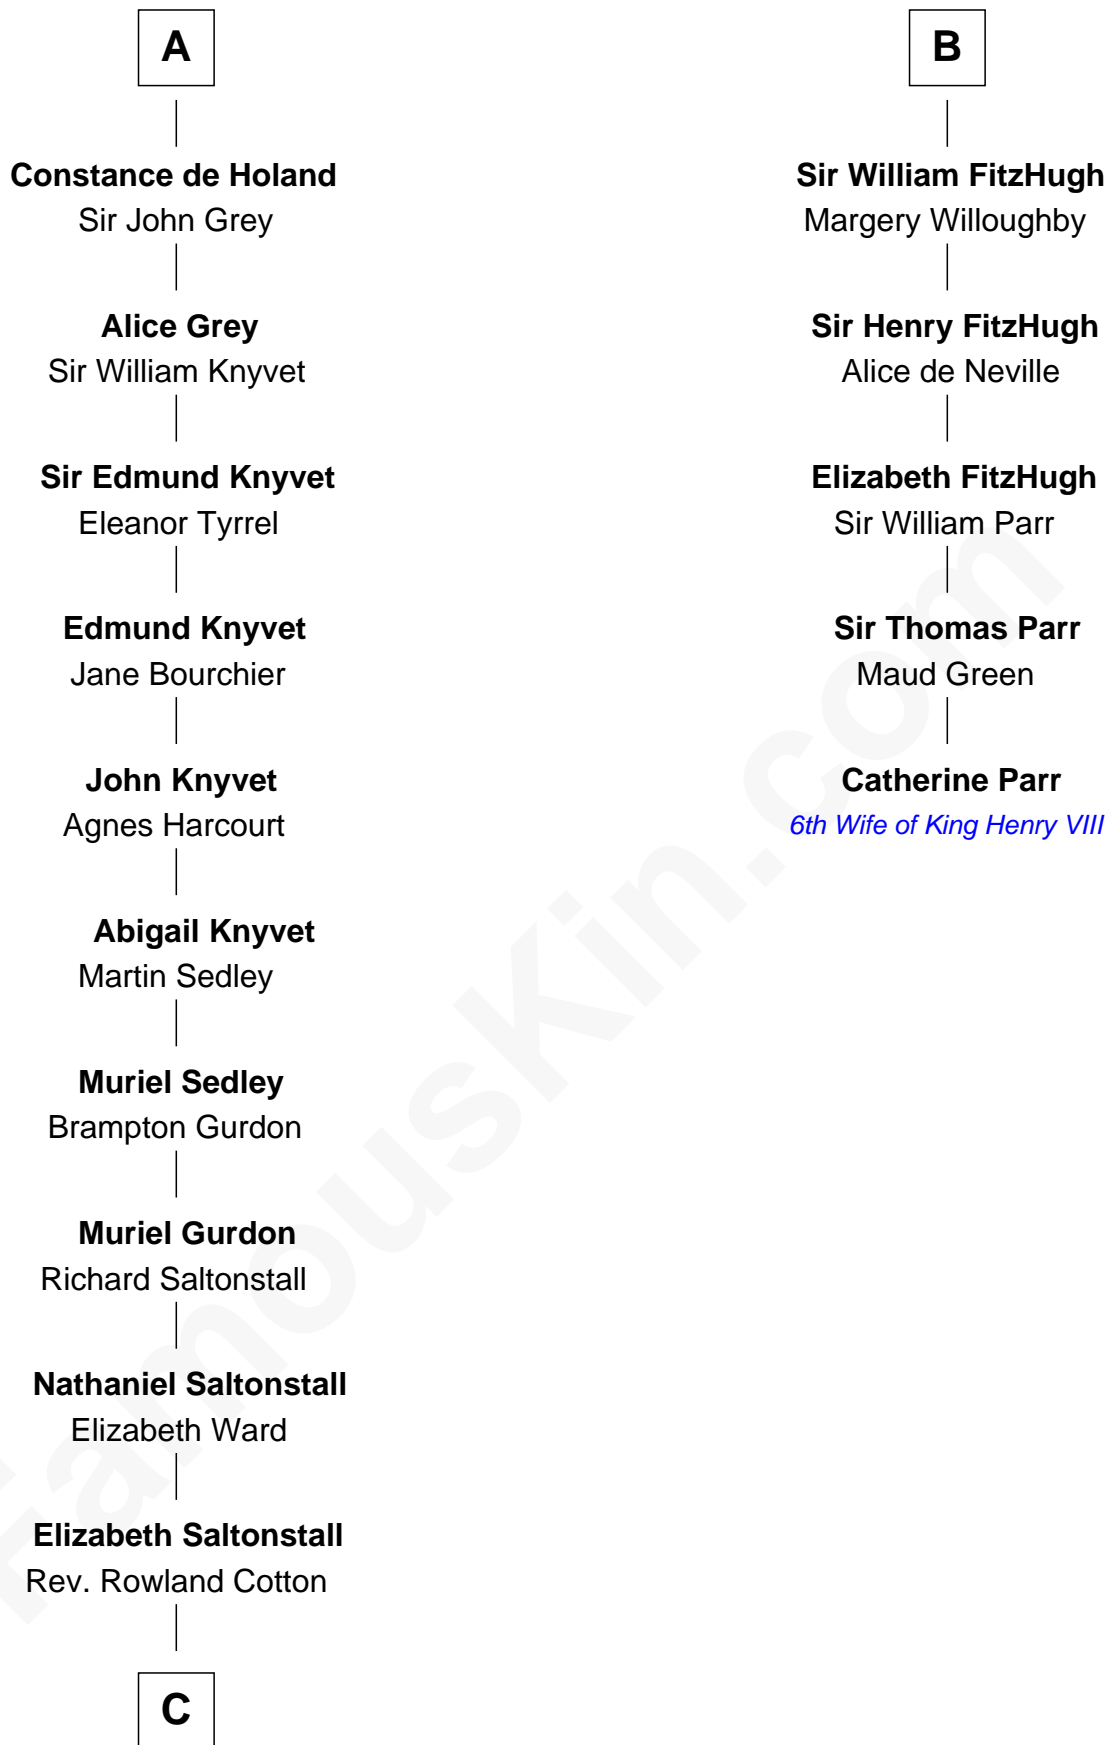 A
Constance de Holand
Sir John Grey
Alice Grey
Sir William Knyvet
Sir Edmund Knyvet
Eleanor Tyrrel
Edmund Knyvet
Jane Bourchier
John Knyvet
Agnes Harcourt
Abigail Knyvet
Martin Sedley
Muriel Sedley
Brampton Gurdon
Muriel Gurdon
Richard Saltonstall
Nathaniel Saltonstall
Elizabeth Ward
Elizabeth Saltonstall
Rev. Rowland Cotton
C
B
Sir William FitzHugh
Margery Willoughby
Sir Henry FitzHugh
Alice de Neville
Elizabeth FitzHugh
Sir William Parr
Sir Thomas Parr
Maud Green
Catherine Parr
6th Wife of King Henry VIII
FamousKin.com